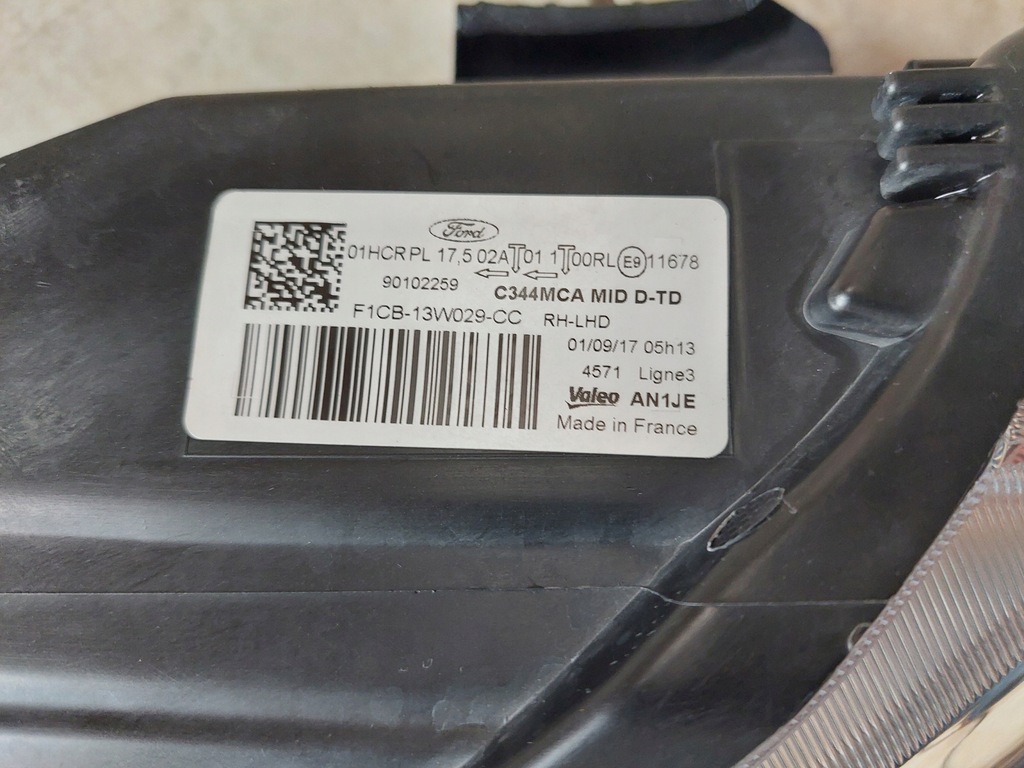 Ford
01HCR PL 17,5 02A 01 1 00RL E9 11678
90102259 C344MCA MID D-TD
F1CB-13W029-CC RH-LHD
01/09/17 05h13
4571 Ligne3
Valeo AN1JE
Made in France